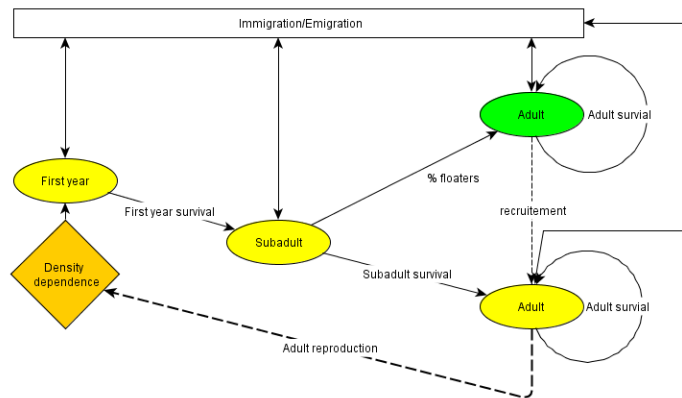 Immigration/Emigration
Adult
Adult survial
% floaters
First year
First year survival
recruitement
Subadult
Density
dependence
Subadult survival
Adult
Adult survial
Adult reproduction